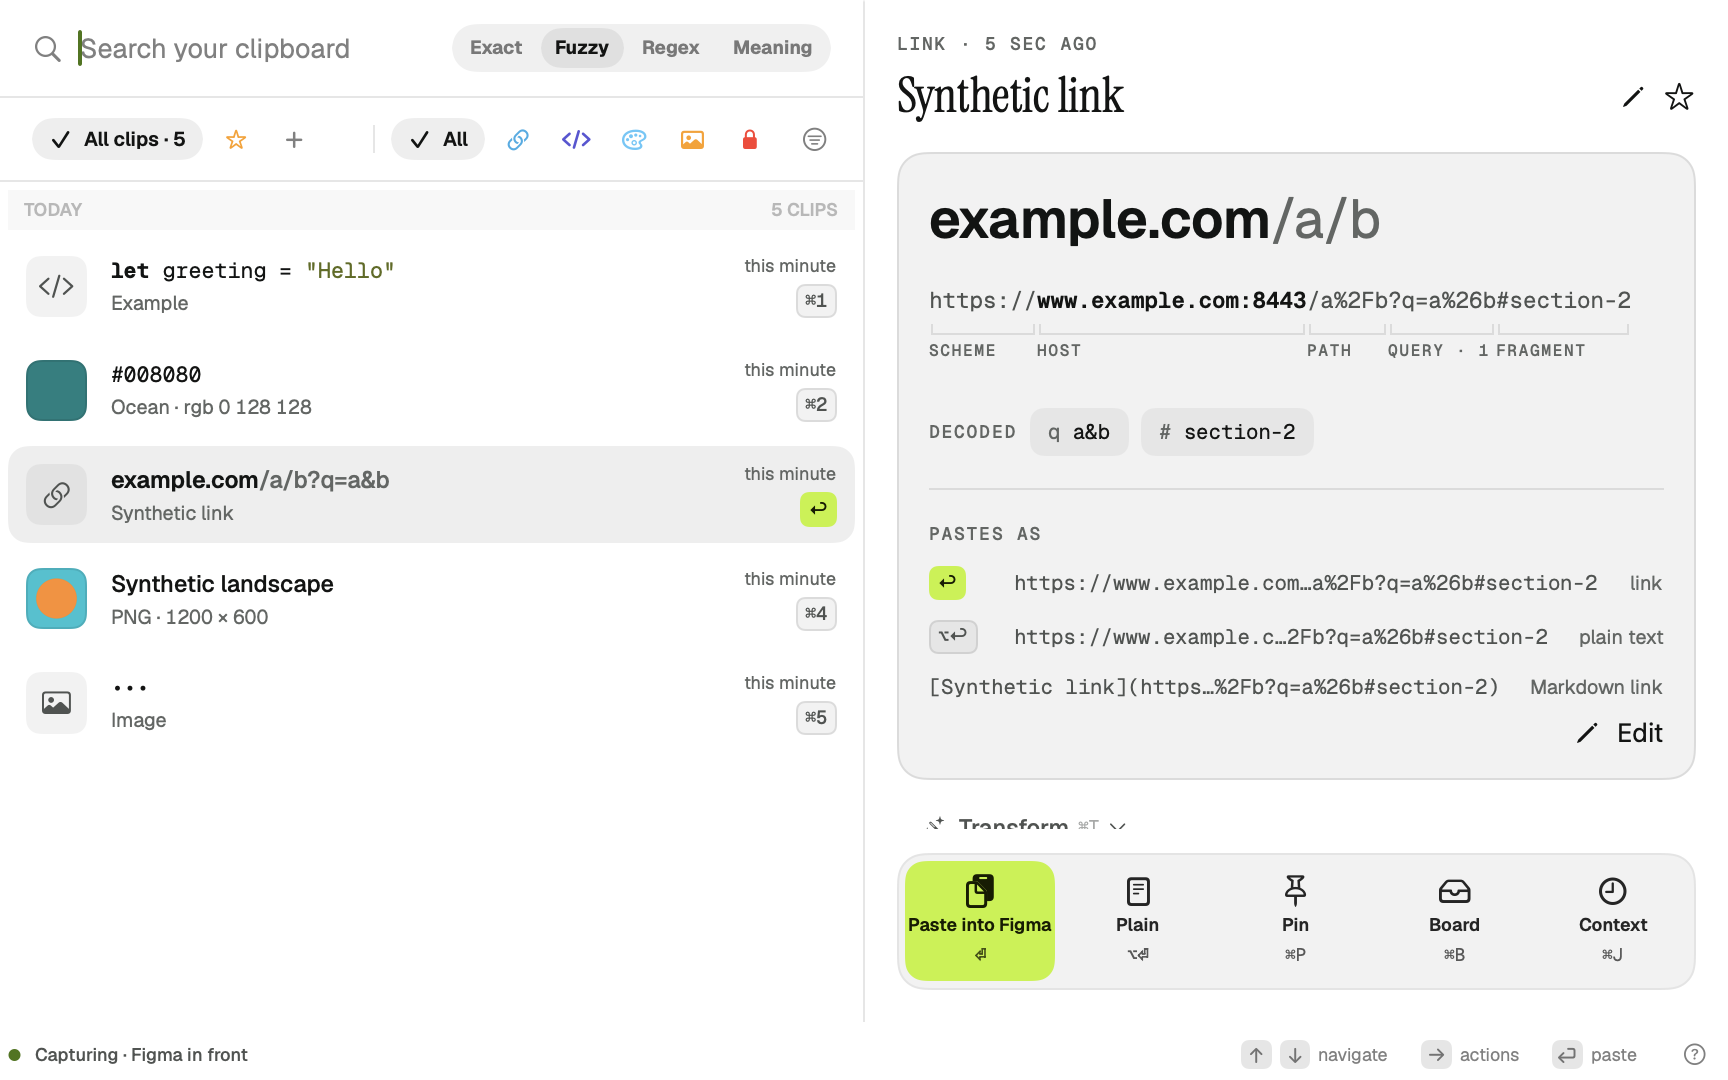 Search your clipboard
Exact Fuzzy Regex Meaning
All clips · 5
All
TODAY 5 CLIPS
let greeting = "Hello" this minute
Example ⌘1
#008080 this minute
Ocean · rgb 0 128 128 ⌘2
example.com/a/b?q=a&b this minute
Synthetic link
Synthetic landscape this minute
PNG · 1200 × 600 ⌘4
... this minute
Image ⌘5
Capturing · Figma in front
LINK · 5 SEC AGO
Synthetic link
example.com/a/b
https://www.example.com:8443/a%2Fb?q=a%26b#section-2
SCHEME HOST PATH QUERY · 1 FRAGMENT
DECODED q a&b # section-2
PASTES AS
https://www.example.com…a%2Fb?q=a%26b#section-2 link
⌥↩ https://www.example.c…2Fb?q=a%26b#section-2 plain text
[Synthetic link](https…%2Fb?q=a%26b#section-2) Markdown link
Edit
Transform ⌘T
Paste into Figma Plain Pin Board Context
⏎ ⌥⏎ ⌘P ⌘B ⌘J
↑ ↓ navigate → actions ↩ paste ?